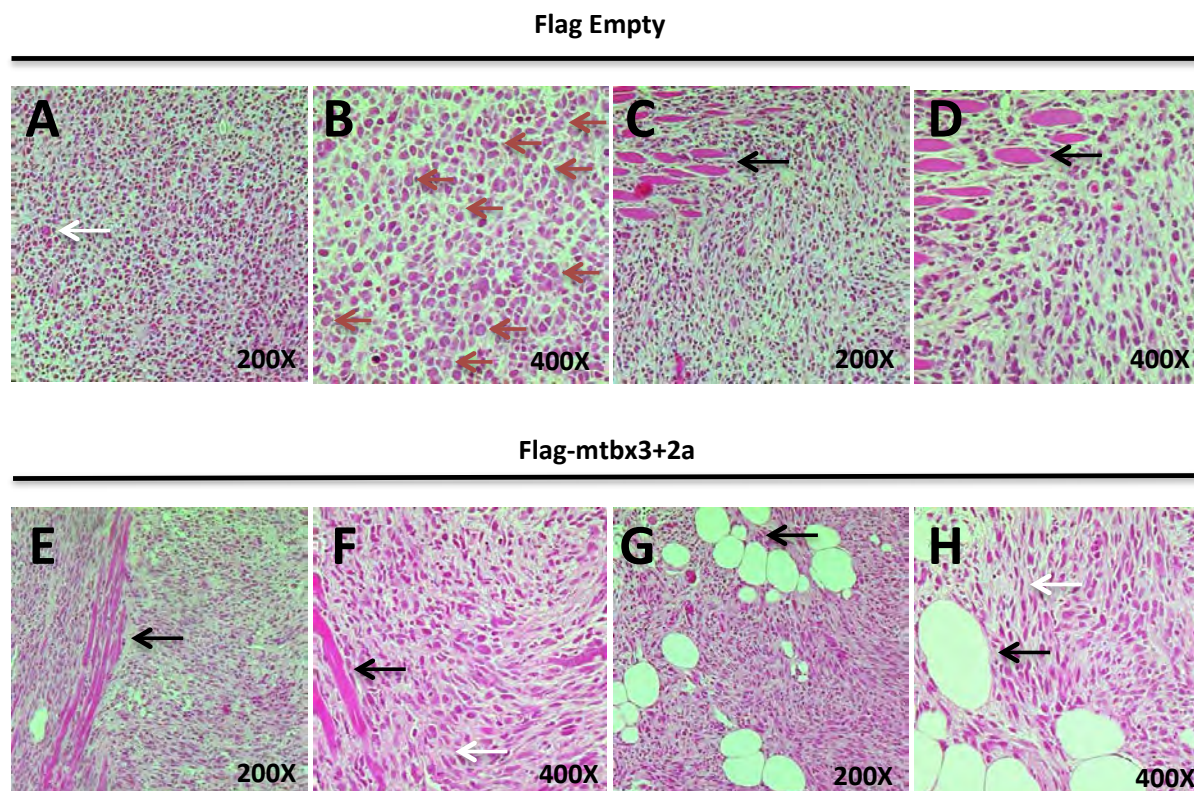 Flag Empty
A B C D
200X 400X 200X 400X
Flag-mtbx3+2a
E F G H
200X 400X 200X 400X